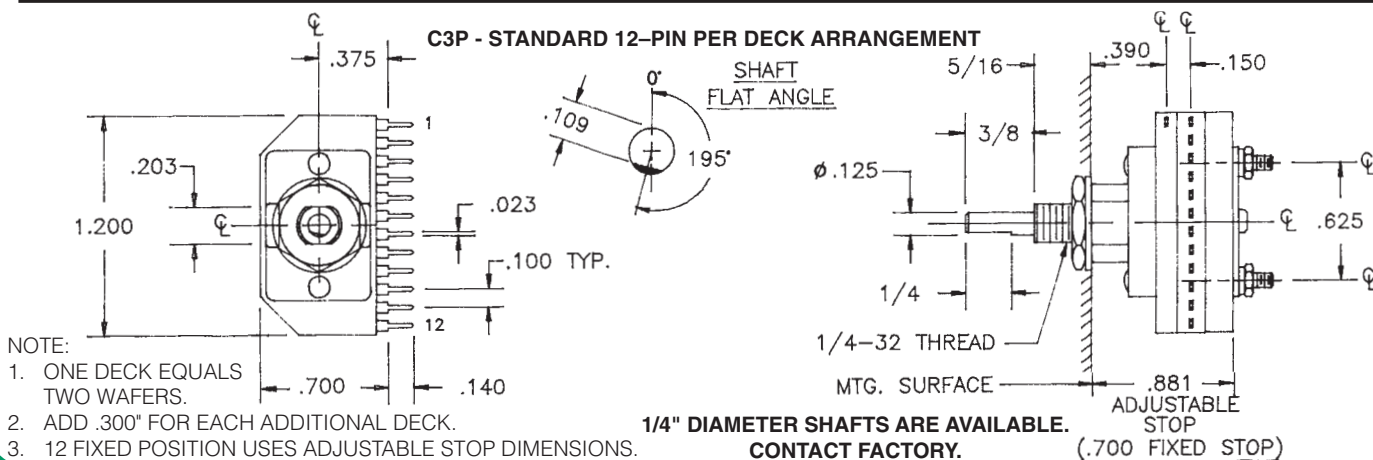 C3P - STANDARD 12–PIN PER DECK ARRANGEMENT
℄
.375
1
.203
1.200
℄
.023
.100 TYP.
12
.700
.140
SHAFT
FLAT ANGLE
0°
.109
195°
℄ ℄
.390
.150
5/16
3/8
Ø.125
℄
℄
.625
℄
1/4
1/4–32 THREAD
MTG. SURFACE
.881
ADJUSTABLE
STOP
(.700 FIXED STOP)
NOTE:
1. ONE DECK EQUALS
TWO WAFERS.
2. ADD .300" FOR EACH ADDITIONAL DECK.
3. 12 FIXED POSITION USES ADJUSTABLE STOP DIMENSIONS.
1/4" DIAMETER SHAFTS ARE AVAILABLE.
CONTACT FACTORY.